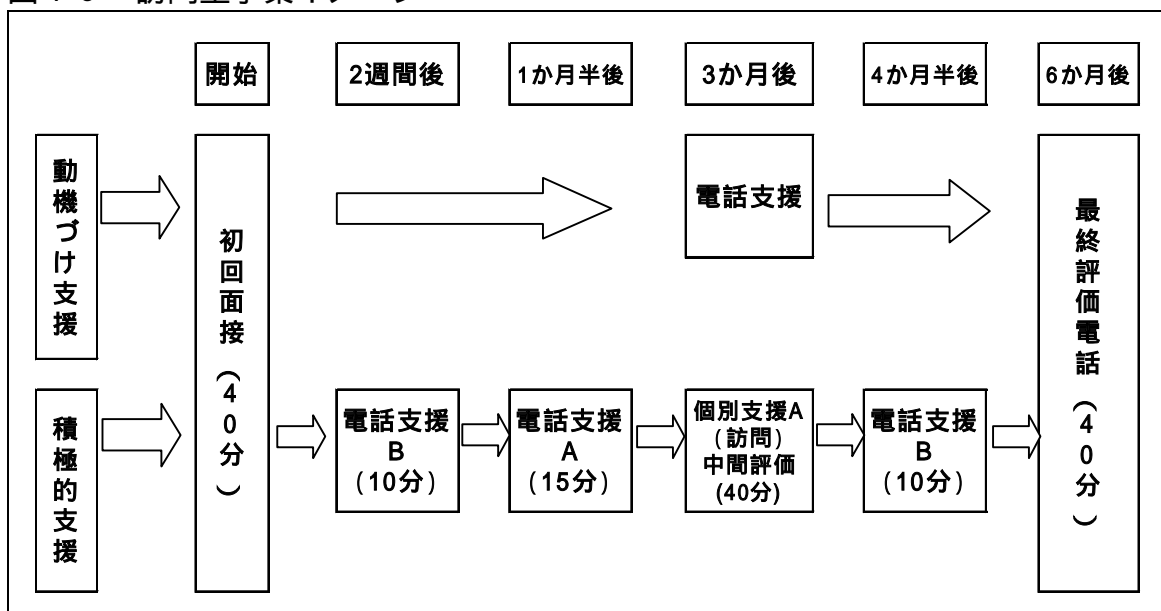 開始
2週間後
1か月半後
3か月後
4か月半後
6か月後
動機づけ支援
初回面接(40分)
電話支援
最終評価電話(40分)
積極的支援
電話支援
B
(10分)
電話支援
A
(15分)
個別支援A
(訪問)
中間評価
(40分)
電話支援
B
(10分)